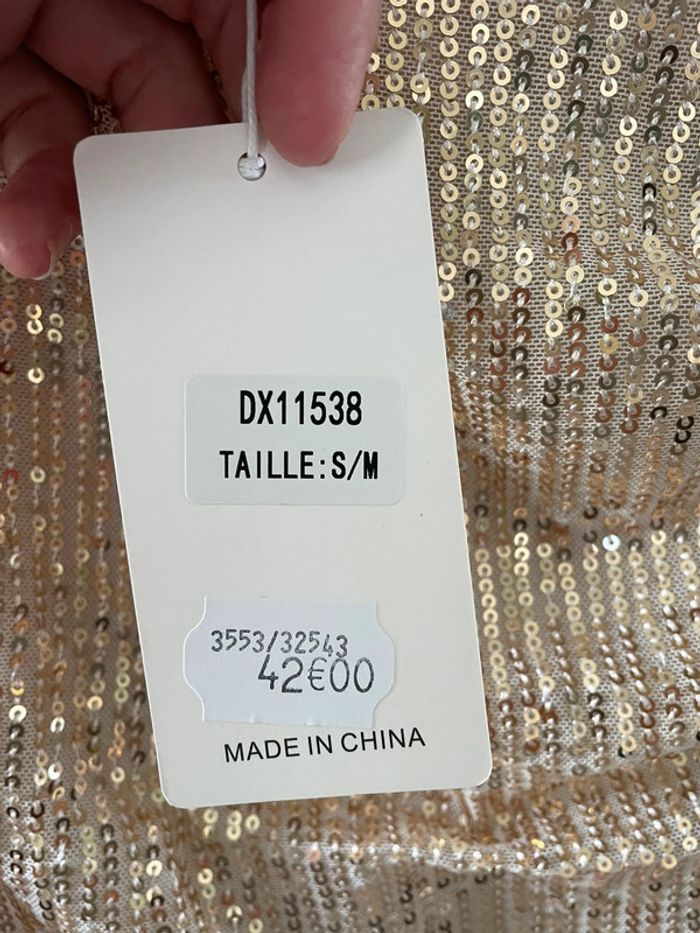 DX11538
TAILLE:S/M
3553/32543
42€00
MADE IN CHINA